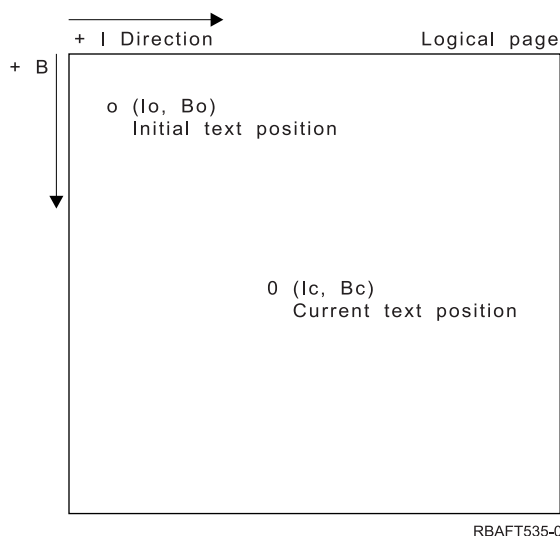 + I Direction Logical page
+ B
o (Io, Bo)
Initial text position
0 (Ic, Bc)
Current text position
RBAFT535-0